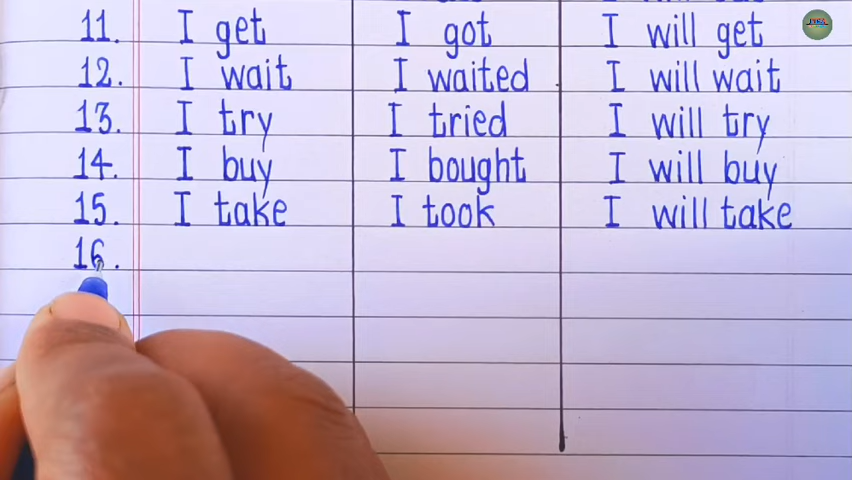 11. I get I got I will get
12. I wait I waited I will wait
13. I try I tried I will try
14. I buy I bought I will buy
15. I take I took I will take
16.